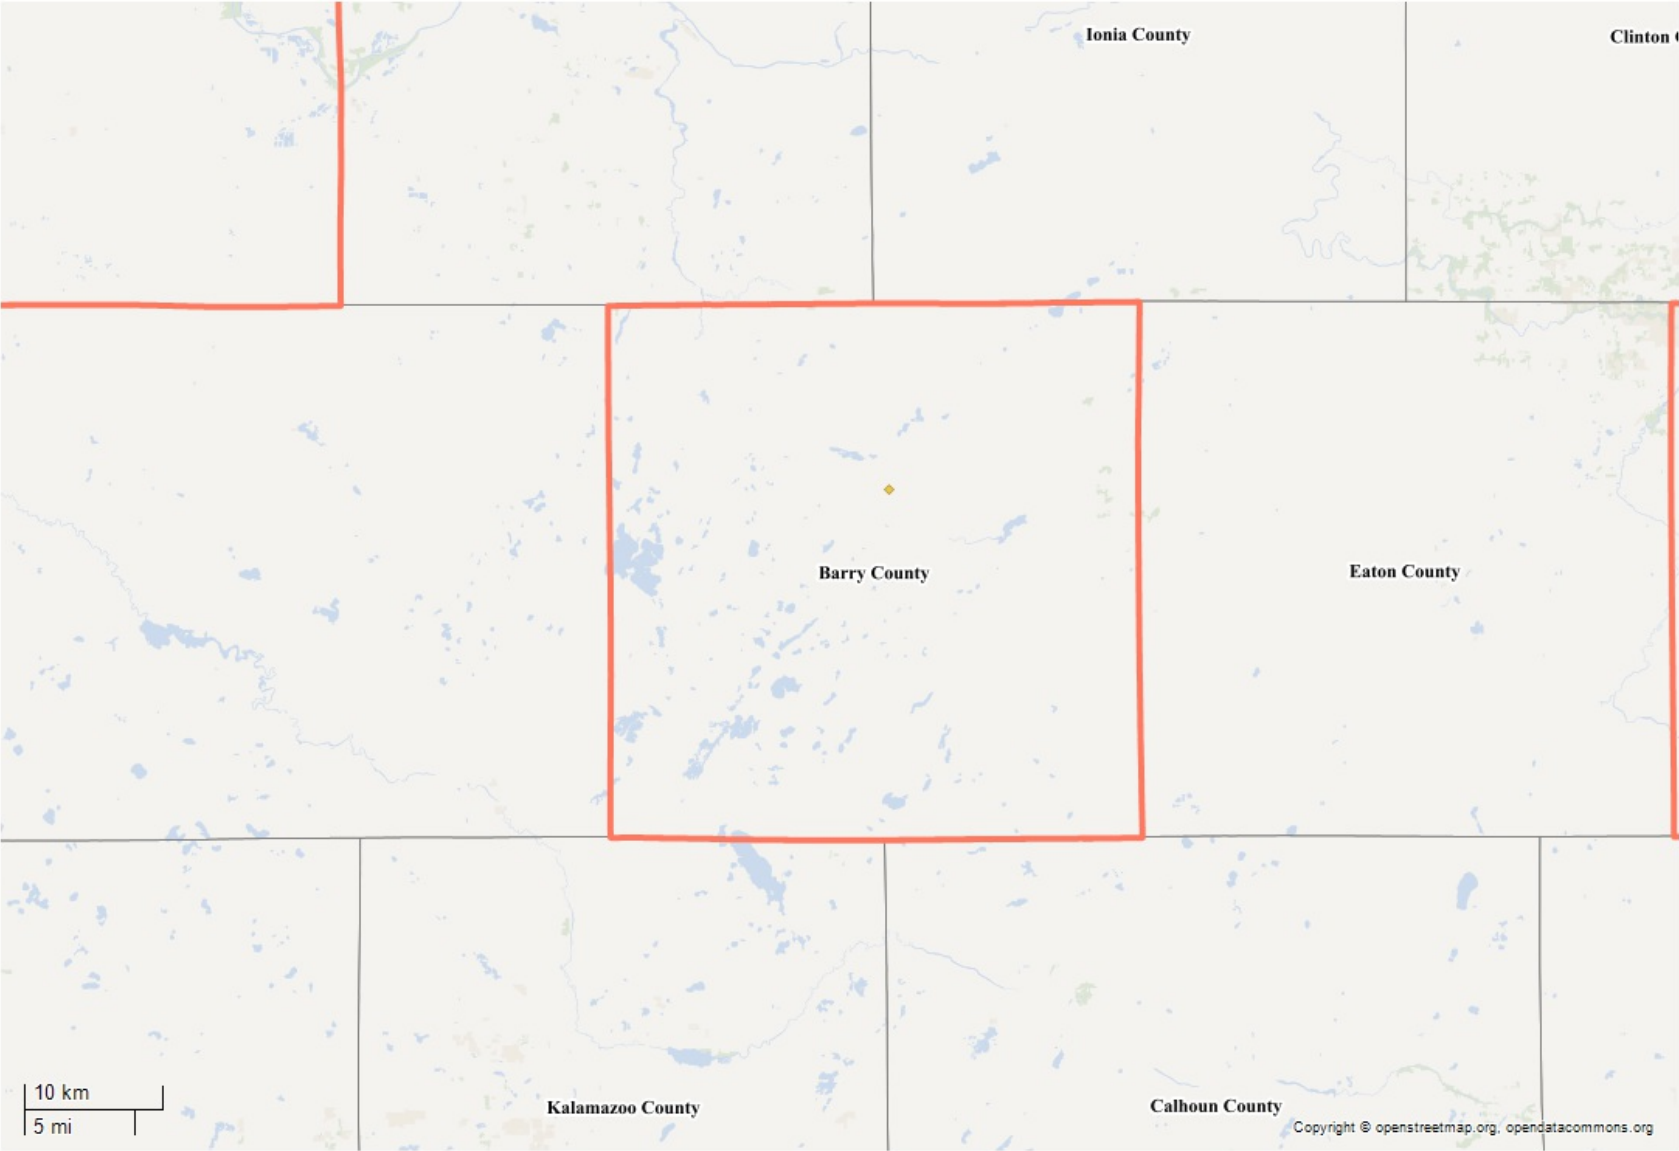 Ionia County
Clinton
Barry County
Eaton County
10 km
5 mi
Kalamazoo County
Calhoun County
Copyright © openstreetmap.org, opendatacommons.org